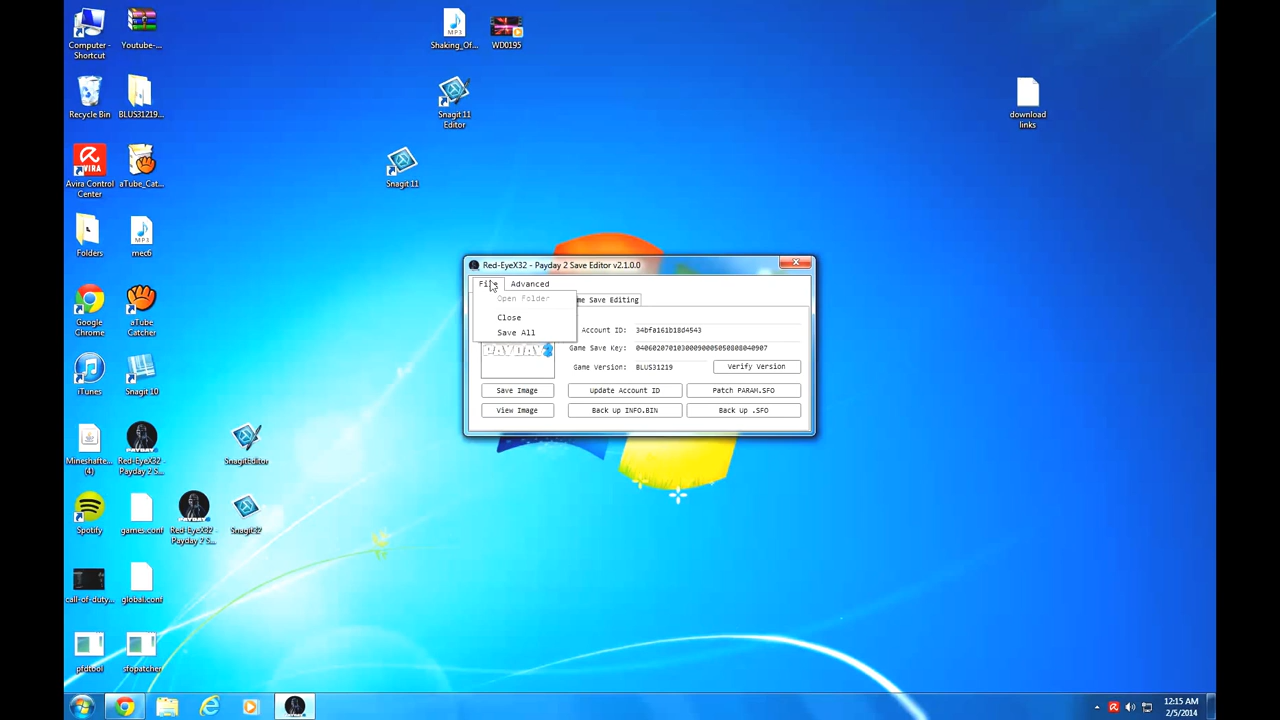 Computer -
Shortcut
Youtube-...
Shaking_Of...
WD0195
Recycle Bin
BLUS31219...
Snagit 11
Editor
download
links
Avira Control
Center
aTube_Catc...
Snagit 11
Folders
mec6
Google
Chrome
aTube
Catcher
iTunes
Snagit 10
Mineshafte...
(4)
Red-EyeX32 -
Payday 2 S...
SnagitEditor
Spotify
games.conf
Red-EyeX32 -
Payday 2 S...
Snagit32
call-of-duty...
global.conf
pfdtool
sfopatcher
Red-EyeX32 - Payday 2 Save Editor v2.1.0.0
File
Advanced
Open Folder
Close
Save All
me Save Editing
Account ID: 34bfa161b18d4543
Game Save Key:
Game Version: BLUS31219
Verify Version
PAYDAY 2
Save Image
Update Account ID
Patch PARAM.SFO
View Image
Back up INFO.BIN
Back up .SFO
12:15 AM
2/5/2014